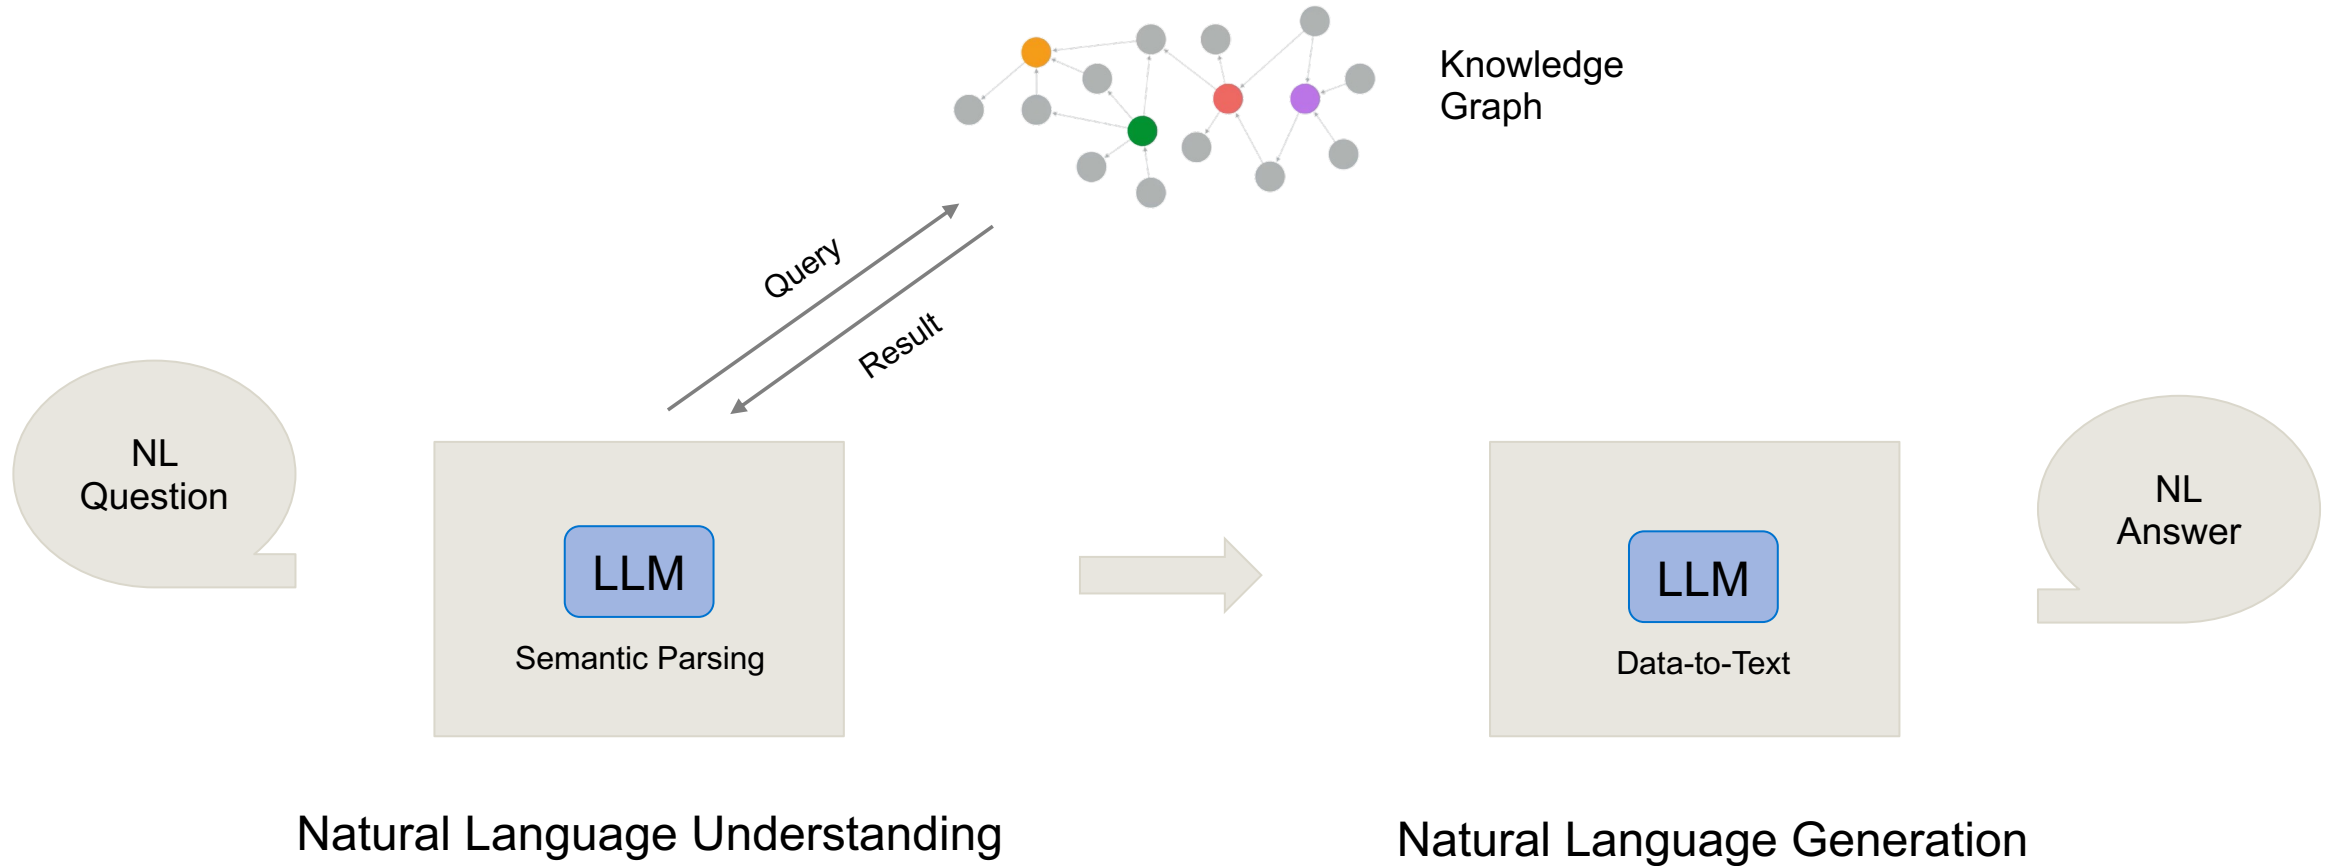 Knowledge
Graph
Query
Result
NL
Question
LLM
Semantic Parsing
LLM
Data-to-Text
NL
Answer
Natural Language Understanding
Natural Language Generation